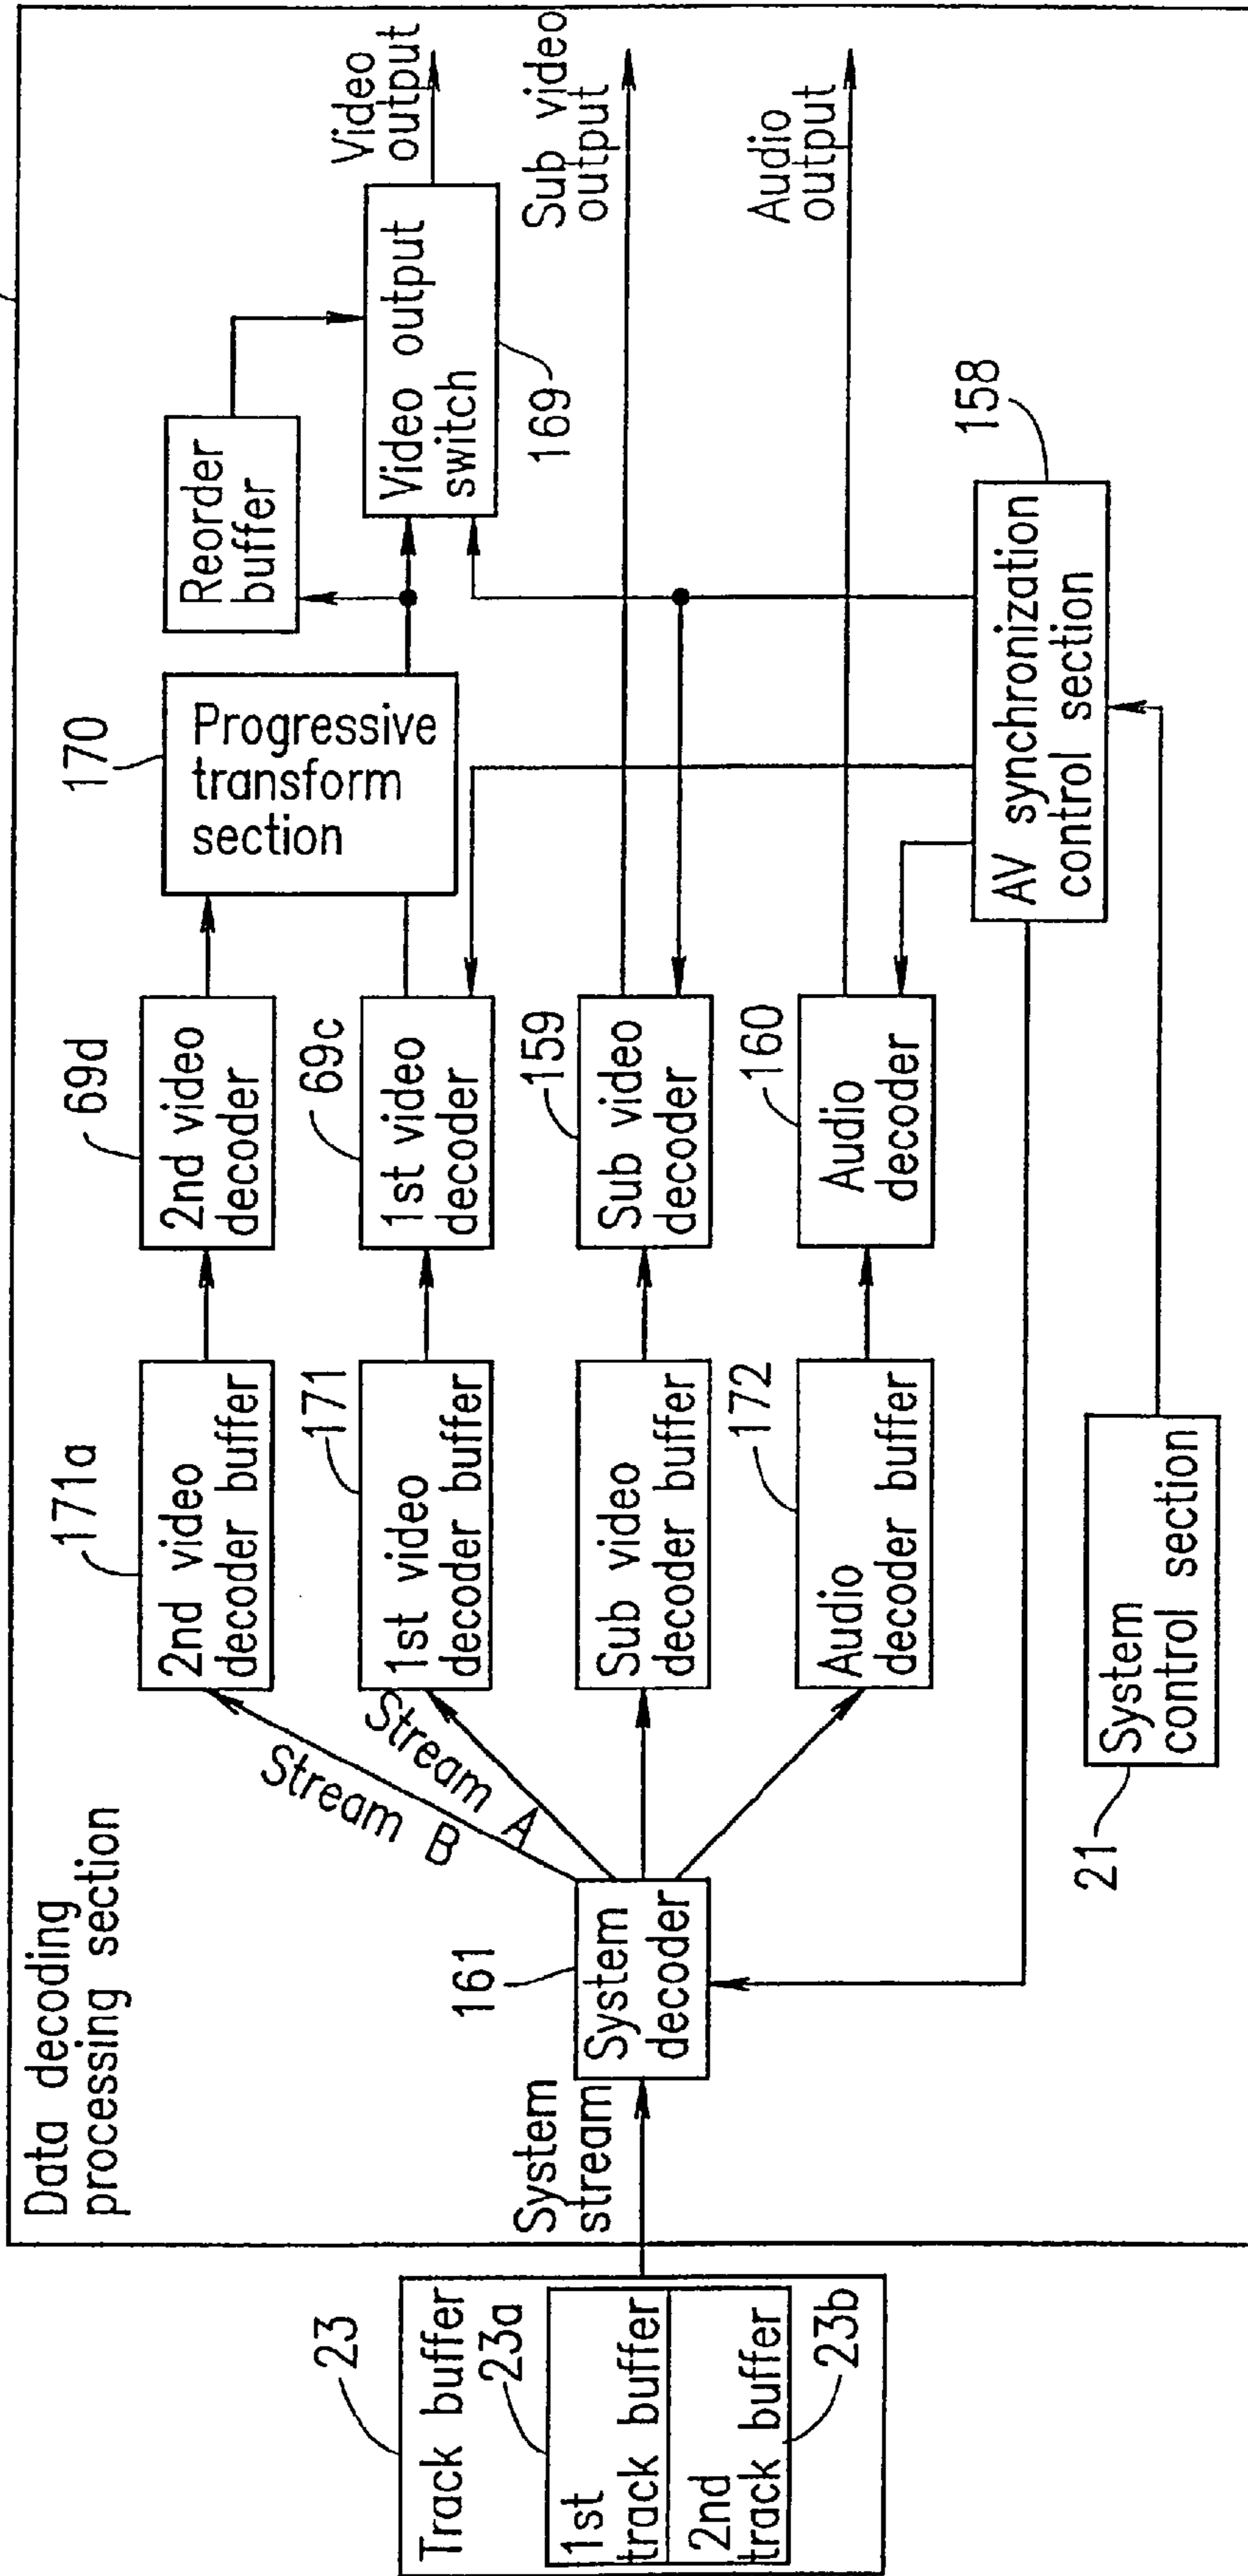 Data decoding
processing section
23
Track buffer
23a
1st
track buffer
2nd
track buffer
23b
System
stream
161
System
decoder
Stream B
Stream A
171a
2nd video
decoder buffer
171
1st video
decoder buffer
Sub video
decoder buffer
172
Audio
decoder buffer
69d
2nd video
decoder
69c
1st video
decoder
159
Sub video
decoder
160
Audio
decoder
170
Progressive
transform
section
Reorder
buffer
Video output
switch
169
Video
output
Sub video
output
Audio
output
158
AV synchronization
control section
21
System
control section